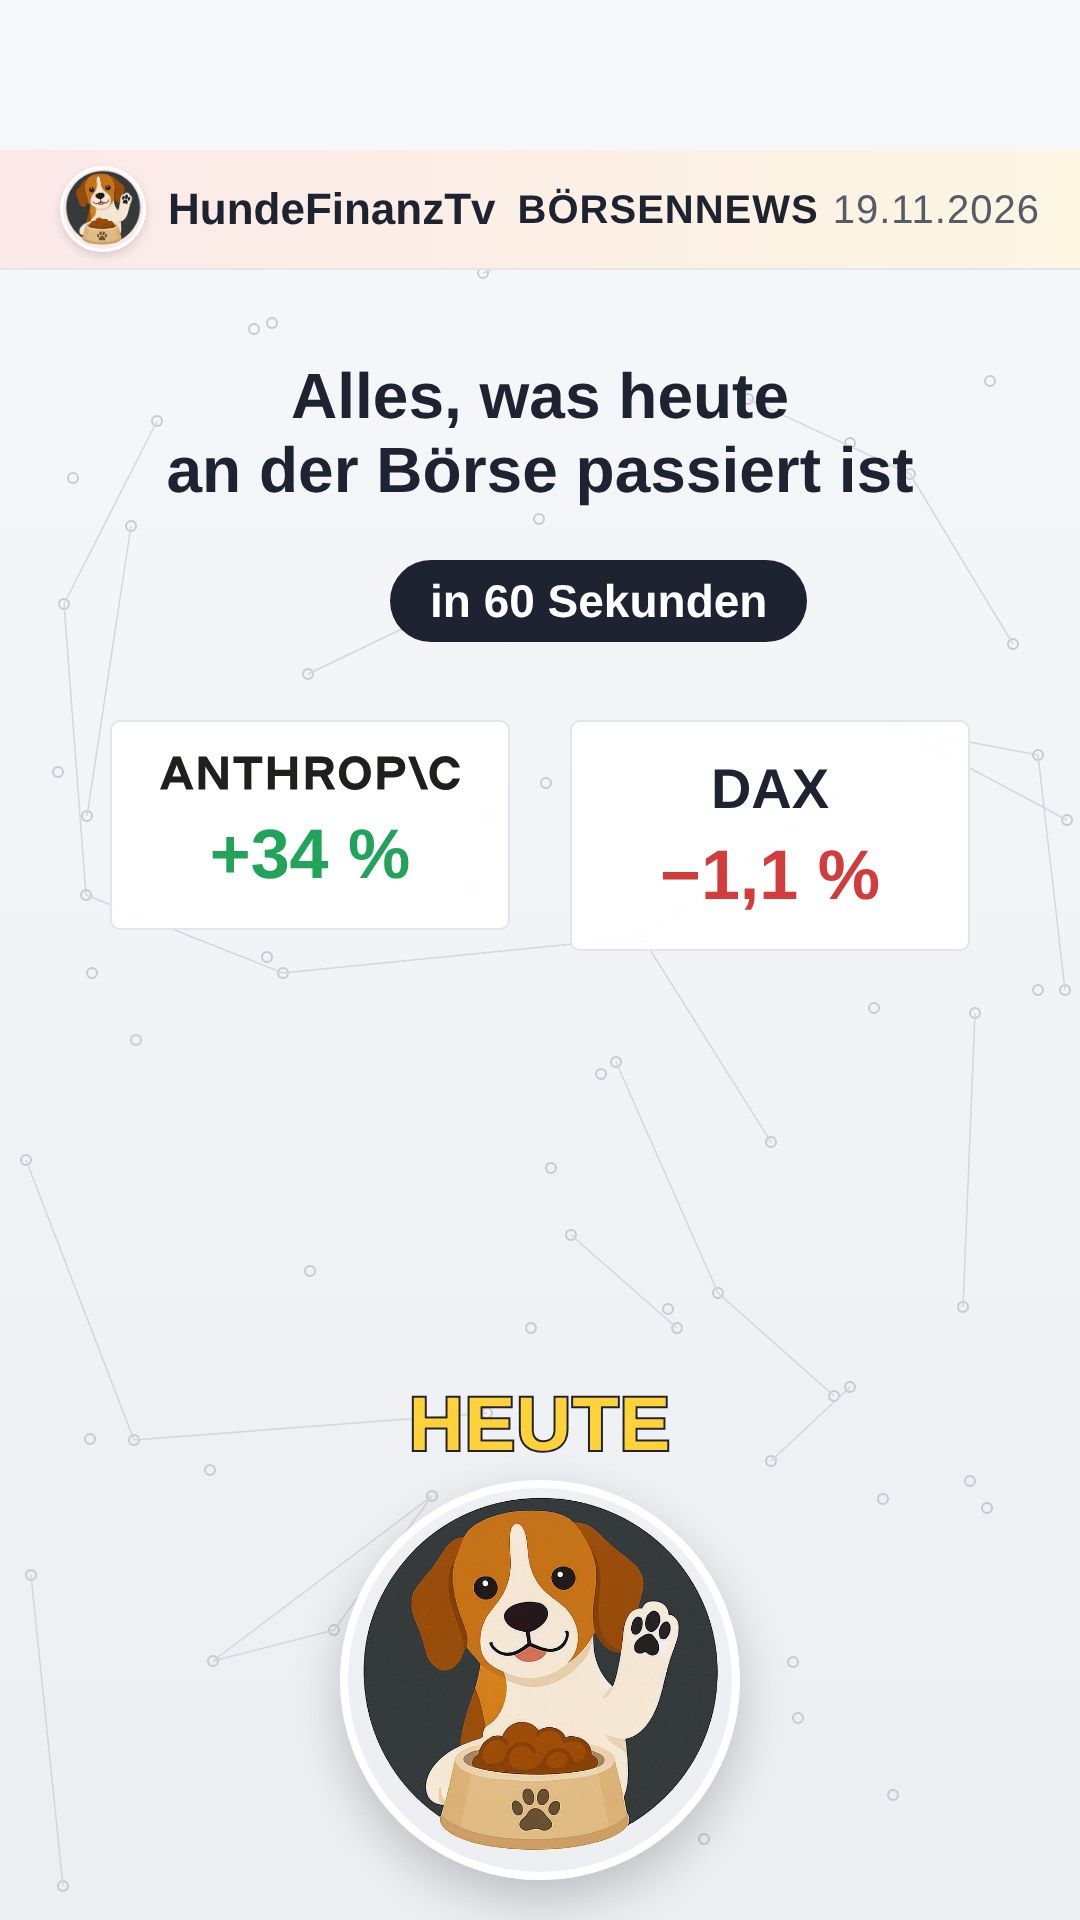 HundeFinanzTv BÖRSENNEWS 19.11.2026
Alles, was heute
an der Börse passiert ist
in 60 Sekunden
ANTHROP\C
+34 %
DAX
−1,1 %
HEUTE